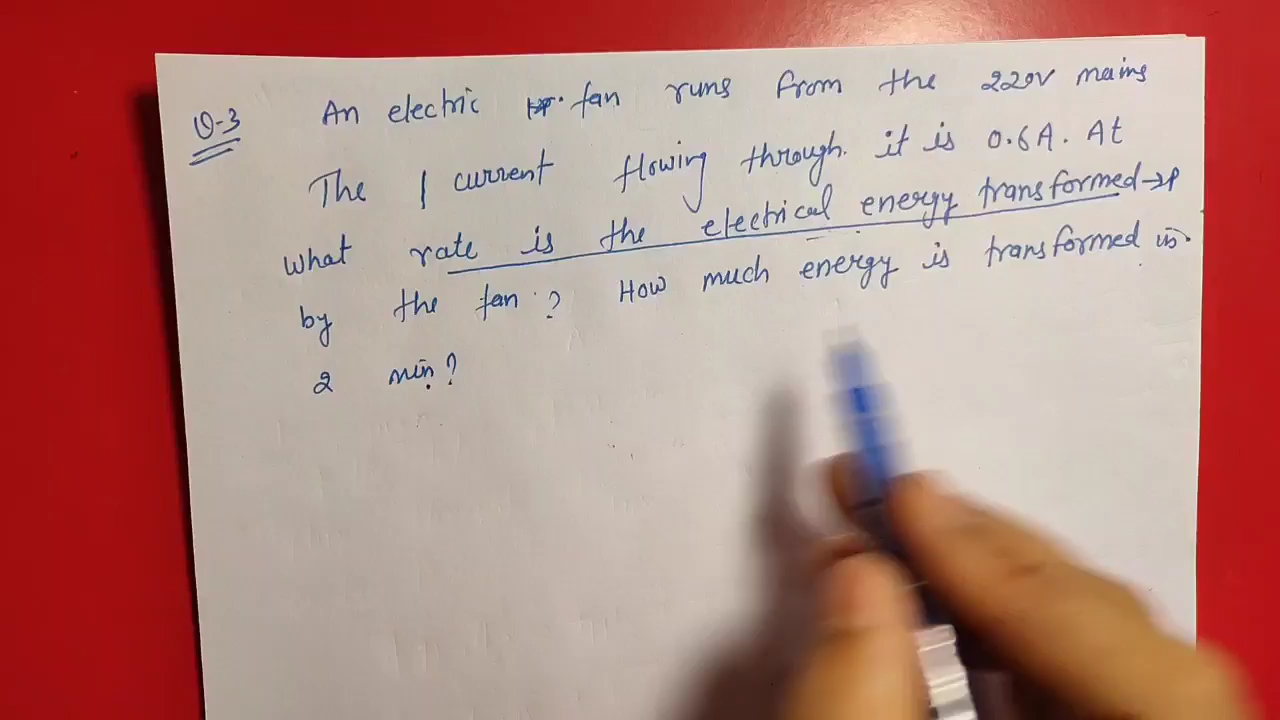 Q-3 An electric fan runs from the 220V mains
The current flowing through it is 0.6A. At
what rate is the electrical energy transformed → P
by the fan? How much energy is transformed in
2 min?